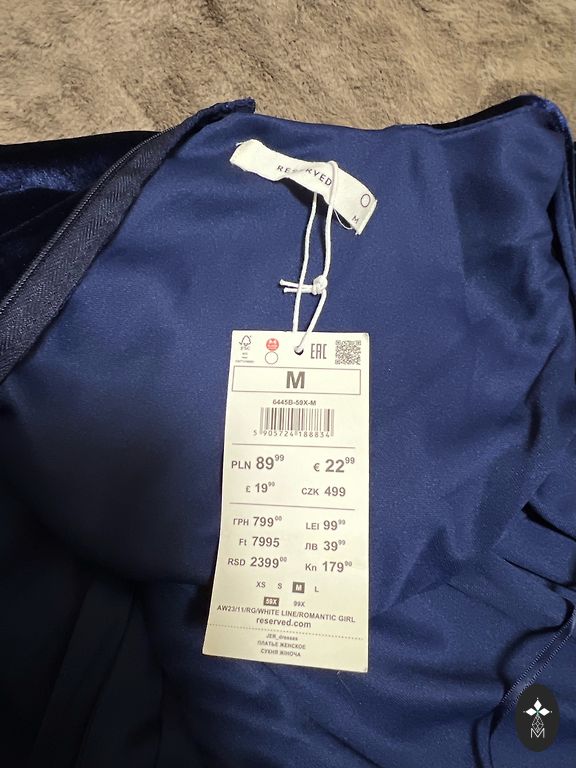 RESERVED
M
FSC
EAC
M
6445B-59X-M
5 905724 188834
PLN 89⁹⁹ € 22⁹⁹
£ 19⁹⁹ CZK 499
ГРН 799⁰⁰ LEI 99⁹⁹
Ft 7995 ЛВ 39⁹⁹
RSD 2399⁰⁰ Kn 179⁹⁰
XS S M L
59X 99X
AW23/11/RG/WHITE LINE/ROMANTIC GIRL
reserved.com
JER_dresses
ПЛАТЬЕ ЖЕНСКОЕ
СУКНЯ ЖІНОЧА